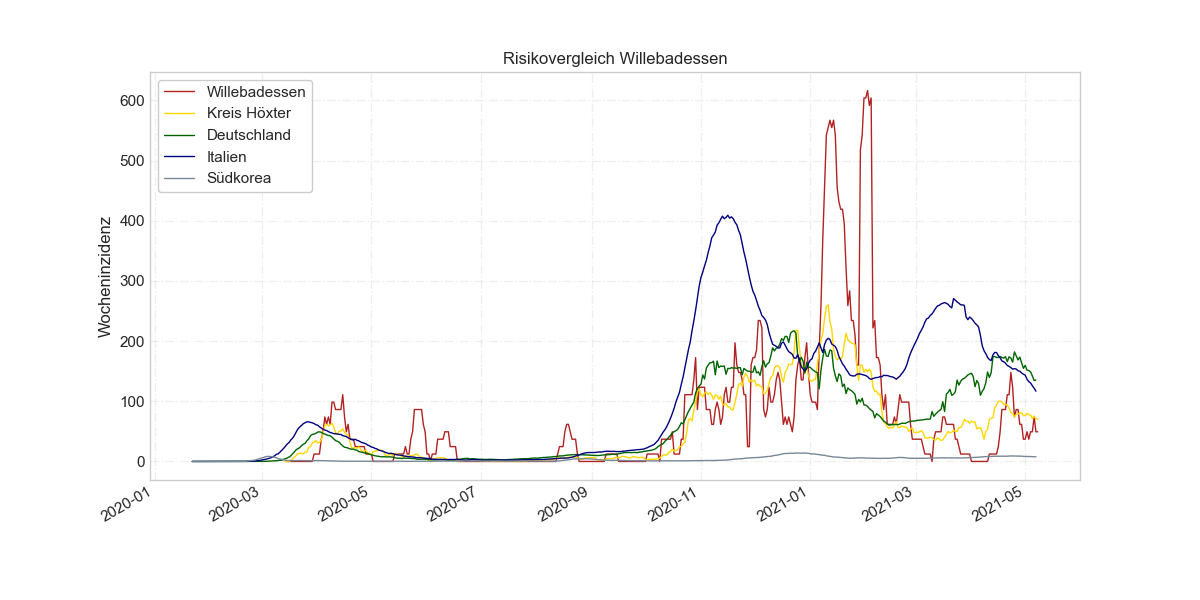 Risikovergleich Willebadessen
Willebadessen
Kreis Höxter
Deutschland
Italien
Südkorea
Wocheninzidenz
600
500
400
300
200
100
0
2020-01
2020-03
2020-05
2020-07
2020-09
2020-11
2021-01
2021-03
2021-05